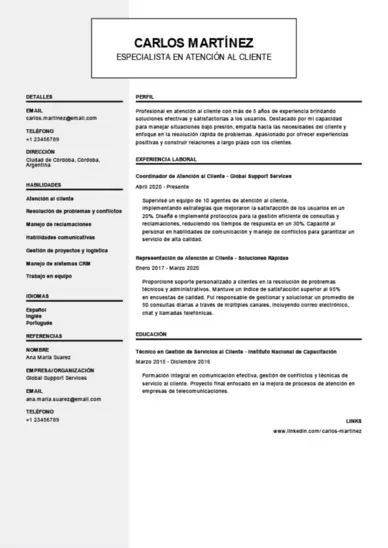 CARLOS MARTÍNEZ
ESPECIALISTA EN ATENCIÓN AL CLIENTE
DETALLES
EMAIL
carlos.martinez@email.com
TELÉFONO
+1 23456789
DIRECCIÓN
Ciudad de Córdoba, Córdoba,
Argentina
HABILIDADES
Atención al cliente
Resolución de problemas y conflictos
Manejo de reclamaciones
Habilidades comunicativas
Gestión de proyectos y logística
Manejo de sistemas CRM
Trabajo en equipo
IDIOMAS
Español
Inglés
Portugués
REFERENCIAS
NOMBRE
Ana María Suarez
EMPRESA/ORGANIZACIÓN
Global Support Services
EMAIL
ana.maria.suarez@email.com
TELÉFONO
+1 23456789
PERFIL
Profesional en atención al cliente con más de 5 años de experiencia brindando
soluciones efectivas y satisfactorias a los usuarios. Destacado por mi capacidad
para manejar situaciones bajo presión, empatía hacia las necesidades del cliente y
enfoque en la resolución rápida de problemas. Apasionado por ofrecer experiencias
positivas y construir relaciones a largo plazo con los clientes.
EXPERIENCIA LABORAL
Coordinador de Atención al Cliente - Global Support Services
Abril 2020 - Presente
Supervisé un equipo de 10 agentes de atención al cliente,
implementando estrategias que mejoraron la satisfacción de los usuarios en un
20%. Diseñé e implementé protocolos para la gestión eficiente de consultas y
reclamaciones, reduciendo los tiempos de respuesta en un 30%. Capacité al
personal en habilidades de comunicación y manejo de conflictos para garantizar un
servicio de alta calidad.
Representación de Atención al Cliente - Soluciones Rápidas
Enero 2017 - Marzo 2020
Proporcioné soporte personalizado a clientes en la resolución de problemas
técnicos y administrativos. Mantuve un índice de satisfacción superior al 95%
en encuestas de calidad. Fui responsable de gestionar y solucionar un promedio de
50 consultas diarias a través de múltiples canales, incluyendo correo electrónico,
chat y llamadas telefónicas.
EDUCACIÓN
Técnico en Gestión de Servicios al Cliente - Instituto Nacional de Capacitación
Marzo 2015 - Diciembre 2016
Formación integral en comunicación efectiva, gestión de conflictos y técnicas de
servicio al cliente. Proyecto final enfocado en la mejora de procesos de atención en
empresas de telecomunicaciones.
LINKS
www.linkedin.com/carlos-martinez